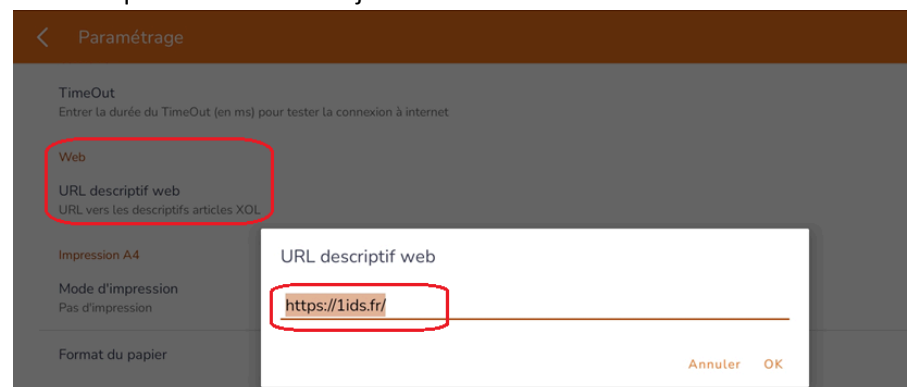 Paramétrage
TimeOut
Entrer la durée du TimeOut (en ms) pour tester la connexion à internet
Web
URL descriptif web
URL vers les descriptifs articles XOL
Impression A4
Mode d'impression
Pas d'impression
Format du papier
URL descriptif web
https://1ids.fr/
Annuler OK